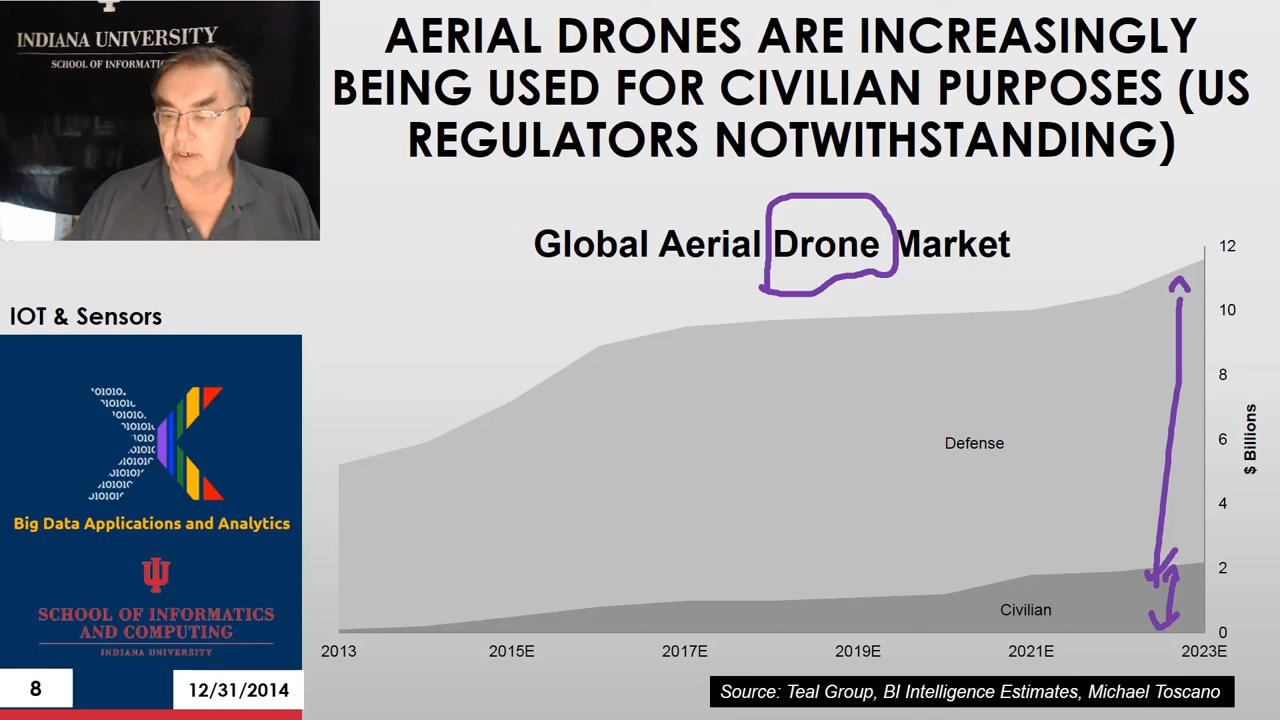 INDIANA UNIVERSITY
SCHOOL OF INFORMATIC
AERIAL DRONES ARE INCREASINGLY
BEING USED FOR CIVILIAN PURPOSES (US
REGULATORS NOTWITHSTANDING)
Global Aerial Drone Market
12
10
8
6
4
2
0
$ Billions
Defense
Civilian
2013
2015E
2017E
2019E
2021E
2023E
Source: Teal Group, BI Intelligence Estimates, Michael Toscano
IOT & Sensors
Big Data Applications and Analytics
SCHOOL OF INFORMATICS
AND COMPUTING
INDIANA UNIVERSITY
8
12/31/2014